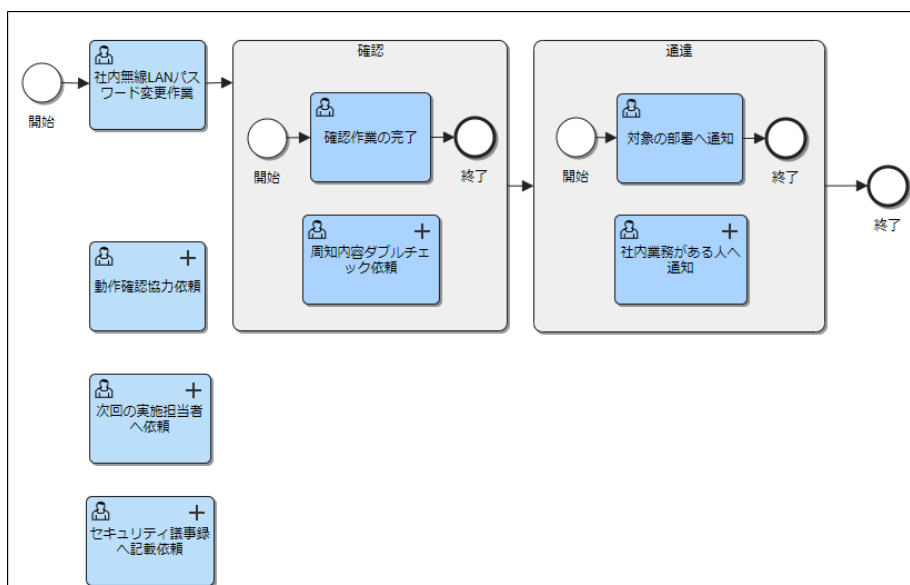 開始
社内無線LANパス
ワード変更作業
確認
開始
確認作業の完了
終了
周知内容ダブルチェ
ック依頼
通達
開始
対象の部署へ通知
終了
社内業務がある人へ
通知
終了
動作確認協力依頼
次回の実施担当者
へ依頼
セキュリティ議事録
へ記載依頼